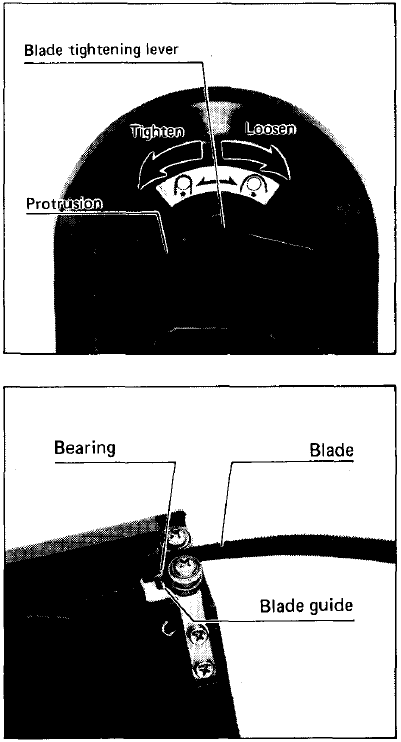 Blade tightening lever
Tighten
Loosen
Protrusion
Bearing
Blade
Blade guide